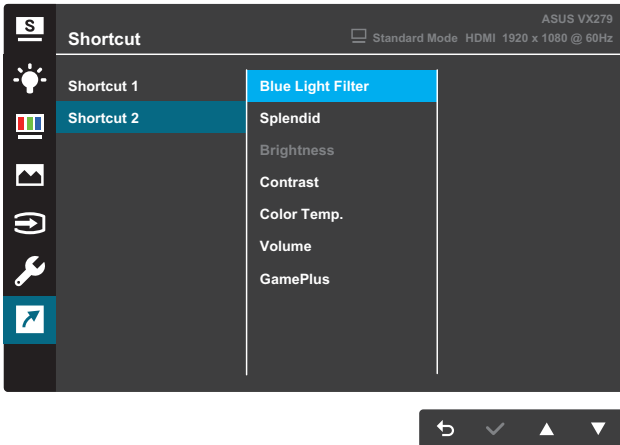 S
ASUS VX279
Shortcut
Standard Mode HDMI 1920 x 1080 @ 60Hz
Shortcut 1
Shortcut 2
Blue Light Filter
Splendid
Brightness
Contrast
Color Temp.
Volume
GamePlus